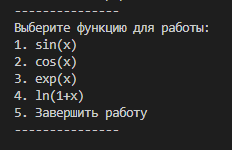 ---------------
Выберите функцию для работы:
1. sin(x)
2. cos(x)
3. exp(x)
4. ln(1+x)
5. Завершить работу
---------------